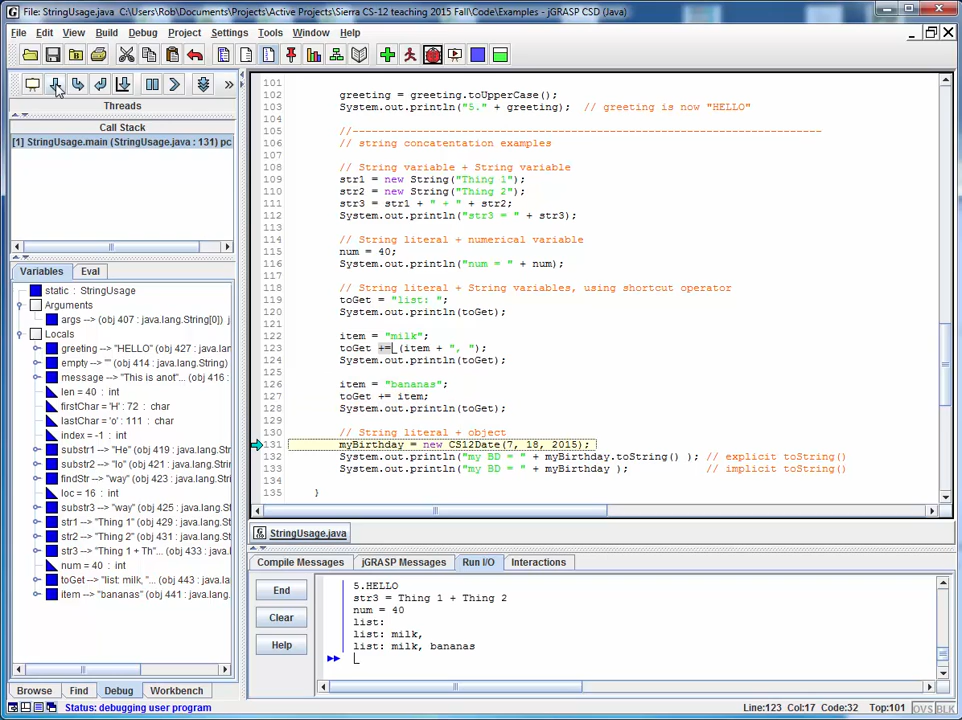 File: StringUsage.java  C:\Users\Rob\Documents\Projects\Active Projects\Sierra CS-12 teaching 2015 Fall\Code\Examples - jGRASP CSD (Java)
File Edit View Build Debug Project Settings Tools Window Help
»
Threads
Call Stack
[1] StringUsage.main (StringUsage.java : 131) pc
Variables Eval
static : StringUsage
Arguments
args --> (obj 407 : java.lang.String[0]) j
Locals
greeting --> "HELLO" (obj 427 : java.l
empty --> "" (obj 409 : java.lang.String)
message --> "This is anot"... (obj 43
len = 40 : int
firstChar = 'H' : 72 : char
lastChar = 'o' : 111 : char
index = -1 : int
substr1 --> "He" (obj 419 : java.lang.
substr2 --> "lo" (obj 421 : java.lang.S
findStr --> "way" (obj 423 : java.lang.
loc = 16 : int
substr3 --> "way" (obj 425 : java.lang
str1 --> "Thing 1" (obj 429 : java.lang
str2 --> "Thing 2" (obj 431 : java.lang
str3 --> "Thing 1 + Th"... (obj 433 : ja
num = 40 : int
toGet --> "list: milk, "... (obj 443 : java
item --> "bananas" (obj 441 : java.lang.
Browse Find Debug Workbench
101
102 greeting = greeting.toUpperCase();
103 System.out.println("5." + greeting);  // greeting is now "HELLO"
104
105 //------------------------------------------------------------------------------
106 // string concatentation examples
107
108 // String variable + String variable
109 str1 = new String("Thing 1");
110 str2 = new String("Thing 2");
111 str3 = str1 + " + " + str2;
112 System.out.println("str3 = " + str3);
113
114 // String literal + numerical variable
115 num = 40;
116 System.out.println("num = " + num);
117
118 // String literal + String variables, using shortcut operator
119 toGet = "list: ";
120 System.out.println(toGet);
121
122 item = "milk";
123 toGet += (item + ", ");
124 System.out.println(toGet);
125
126 item = "bananas";
127 toGet += item;
128 System.out.println(toGet);
129
130 // String literal + object
131 myBirthday = new CS12Date(7, 18, 2015);
132 System.out.println("my BD = " + myBirthday.toString() ); // explicit toString()
133 System.out.println("my BD = " + myBirthday ); // implicit toString()
134
135 }
StringUsage.java
Compile Messages jGRASP Messages Run I/O Interactions
End
Clear
Help
5.HELLO
str3 = Thing 1 + Thing 2
num = 40
list:
list: milk,
list: milk, bananas
Status: debugging user program
Line:123 Col:17 Code:32 Top:101 OVS BLK